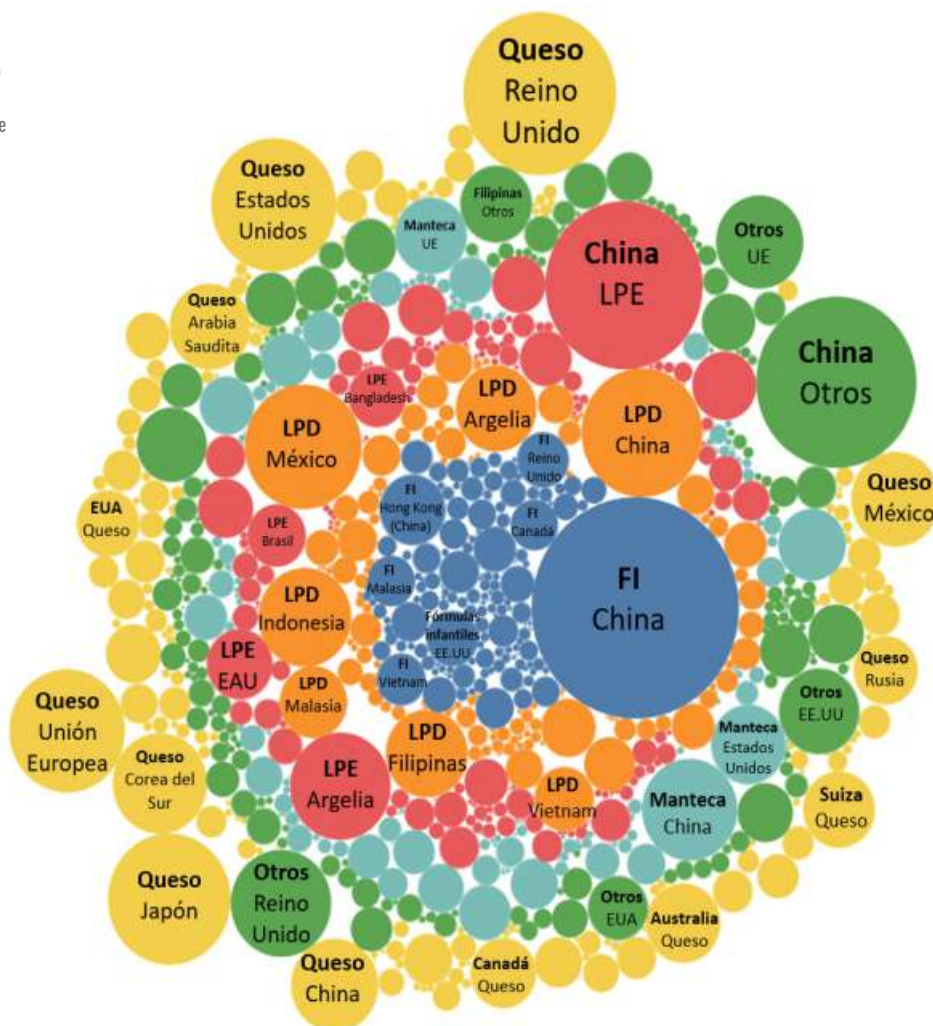 e
Queso
Reino
Unido
Queso
Estados
Unidos
Filipinas
Otros
Manteca
UE
China
LPE
Otros
UE
Queso
Arabia
Saudita
China
Otros
LPE
Bangladesh
LPD
Argelia
LPD
China
LPD
México
FI
Reino
Unido
FI
Hong Kong
(China)
FI
Canadá
Queso
México
EUA
Queso
LPE
Brasil
FI
Malasia
FI
China
LPD
Indonesia
Fórmulas
infantiles
EE.UU
LPE
EAU
FI
Vietnam
Queso
Rusia
LPD
Malasia
Otros
EE.UU
Queso
Unión
Europea
Queso
Corea del
Sur
LPD
Filipinas
Manteca
Estados
Unidos
LPE
Argelia
LPD
Vietnam
Manteca
China
Suiza
Queso
Queso
Japón
Otros
Reino
Unido
Otros
EUA
Australia
Queso
Queso
China
Canadá
Queso